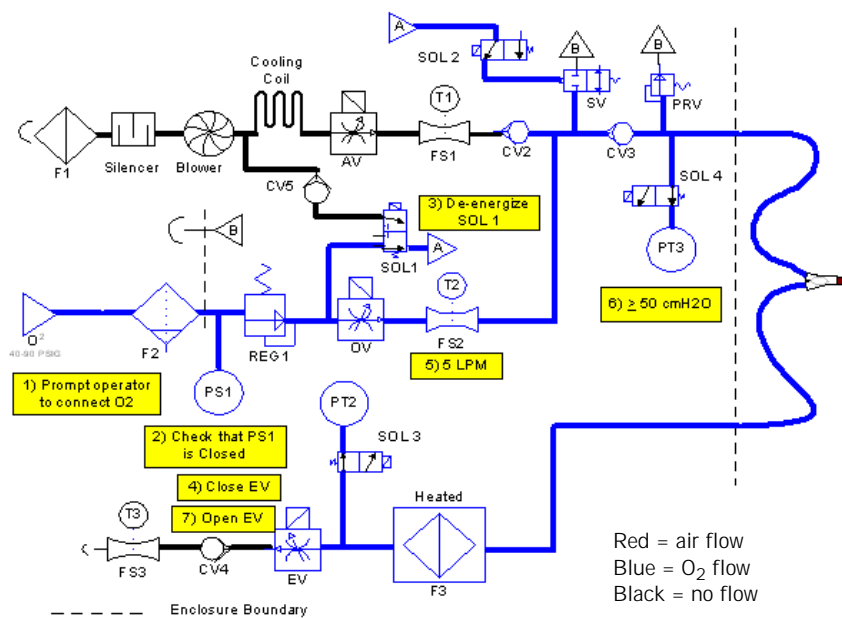 A
SOL 2
B
B
Cooling
Coil
T1
SV
PRV
F1
Silencer
Blower
AV
FS1
CV2
CV3
CV5
SOL 4
3) De-energize
SOL 1
B
A
SOL1
PT3
T2
6) ≥ 50 cmH2O
O2
40-90 PSIG
F2
REG1
OV
FS2
1) Prompt operator
to connect O2
PS1
5) 5 LPM
PT2
2) Check that PS1
is Closed
SOL 3
4) Close EV
7) Open EV
Heated
T3
FS3
CV4
EV
F3
Red = air flow
Blue = O2 flow
Black = no flow
Enclosure Boundary